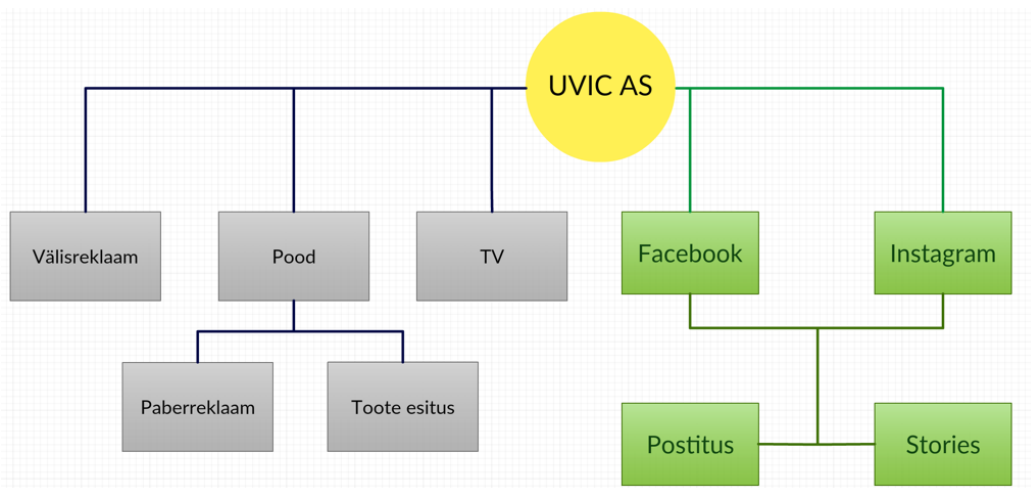 UVIC AS
Välisreklaam
Pood
TV
Facebook
Instagram
Paberreklaam
Toote esitus
Postitus
Stories